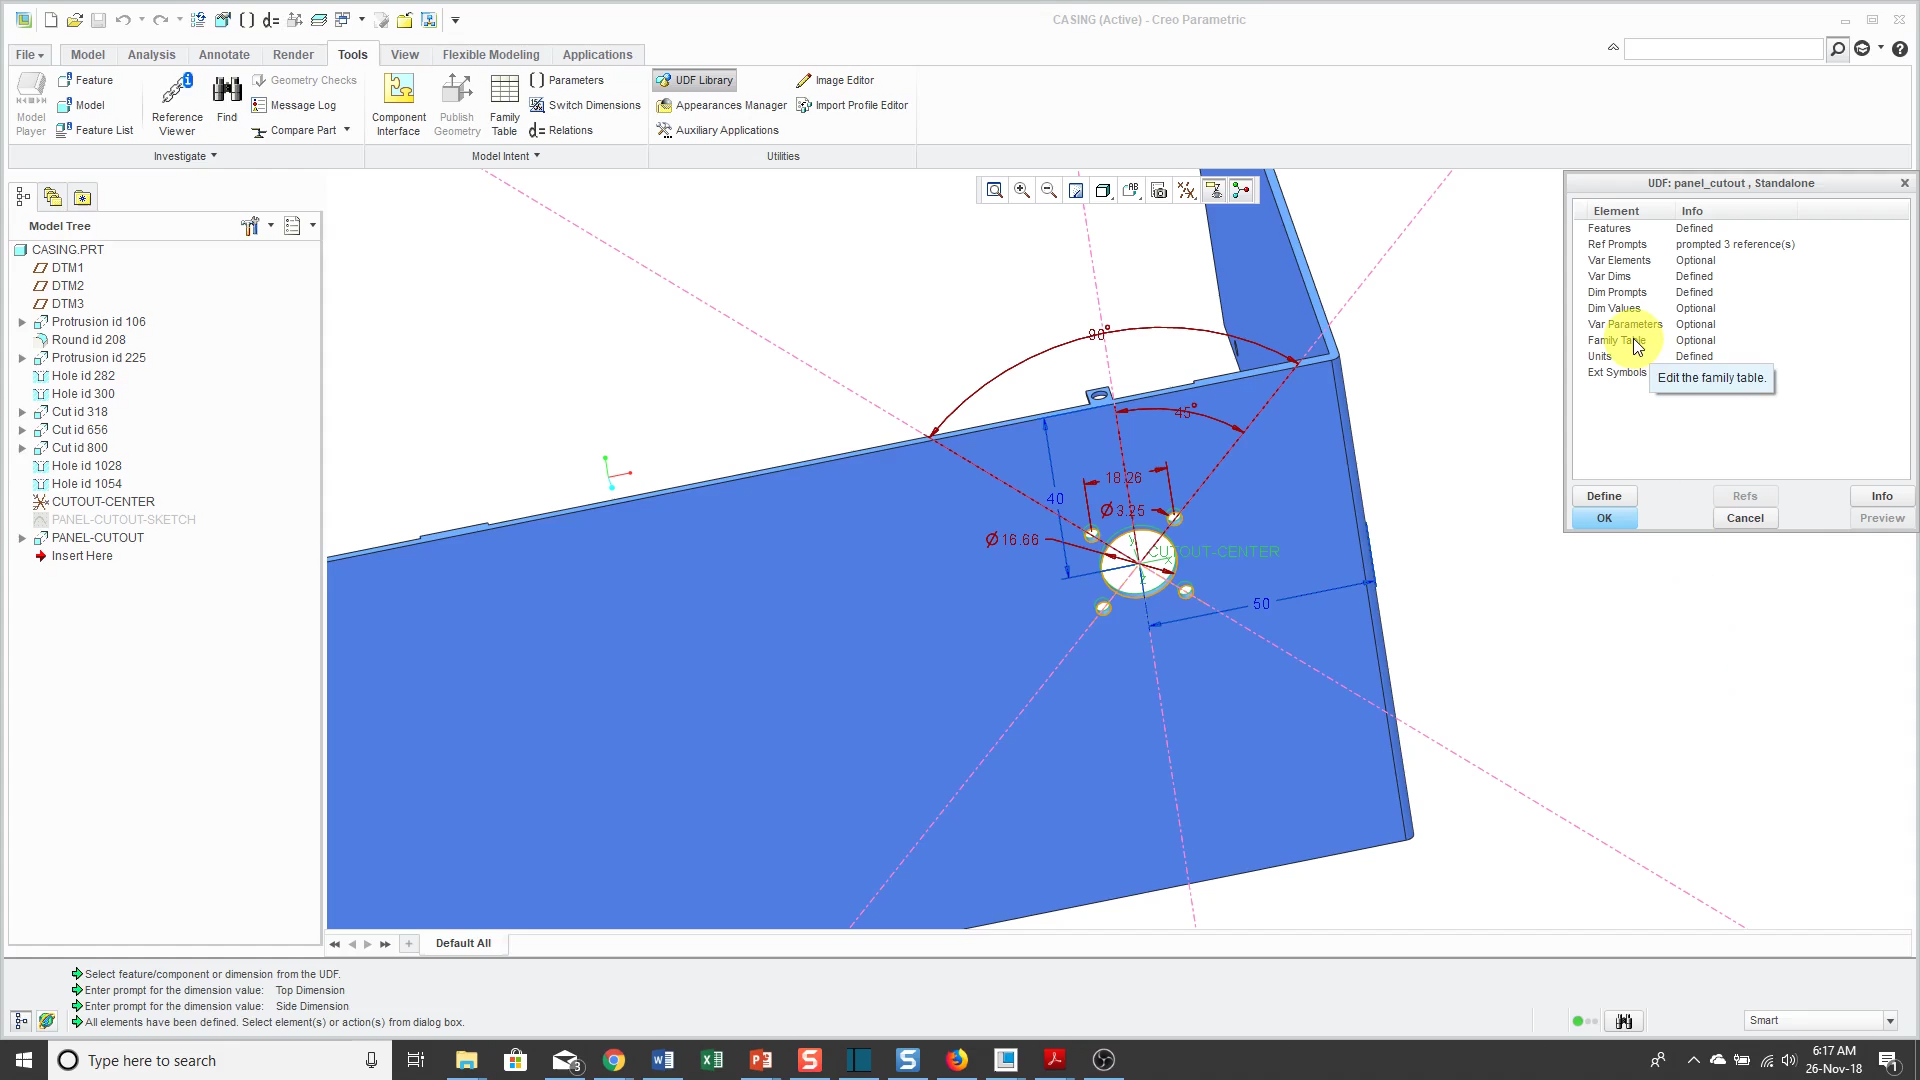 CASING (Active) - Creo Parametric
File
Model
Analysis
Annotate
Render
Tools
View
Flexible Modeling
Applications
Model
Player
Feature
Model
Feature List
Reference
Viewer
Find
Geometry Checks
Message Log
Compare Part
Component
Interface
Publish
Geometry
Family
Table
Parameters
Switch Dimensions
d= Relations
UDF Library
Appearances Manager
Auxiliary Applications
Image Editor
Import Profile Editor
Investigate
Model Intent
Utilities
Model Tree
CASING.PRT
DTM1
DTM2
DTM3
Protrusion id 106
Round id 208
Protrusion id 225
Hole id 282
Hole id 300
Cut id 318
Cut id 656
Cut id 800
Hole id 1028
Hole id 1054
CUTOUT-CENTER
PANEL-CUTOUT-SKETCH
PANEL-CUTOUT
Insert Here
90°
45°
18.26
40
Ø3.25
Ø16.66
CUTOUT-CENTER
y
x
z
50
UDF: panel_cutout , Standalone
Element Info
Features Defined
Ref Prompts prompted 3 reference(s)
Var Elements Optional
Var Dims Defined
Dim Prompts Defined
Dim Values Optional
Var Parameters Optional
Family Table Optional
Units Defined
Ext Symbols
Edit the family table.
Define Refs Info
OK Cancel Preview
Default All
Select feature/component or dimension from the UDF.
Enter prompt for the dimension value: Top Dimension
Enter prompt for the dimension value: Side Dimension
All elements have been defined. Select element(s) or action(s) from dialog box.
Smart
Type here to search
3
6:17 AM
26-Nov-18
1